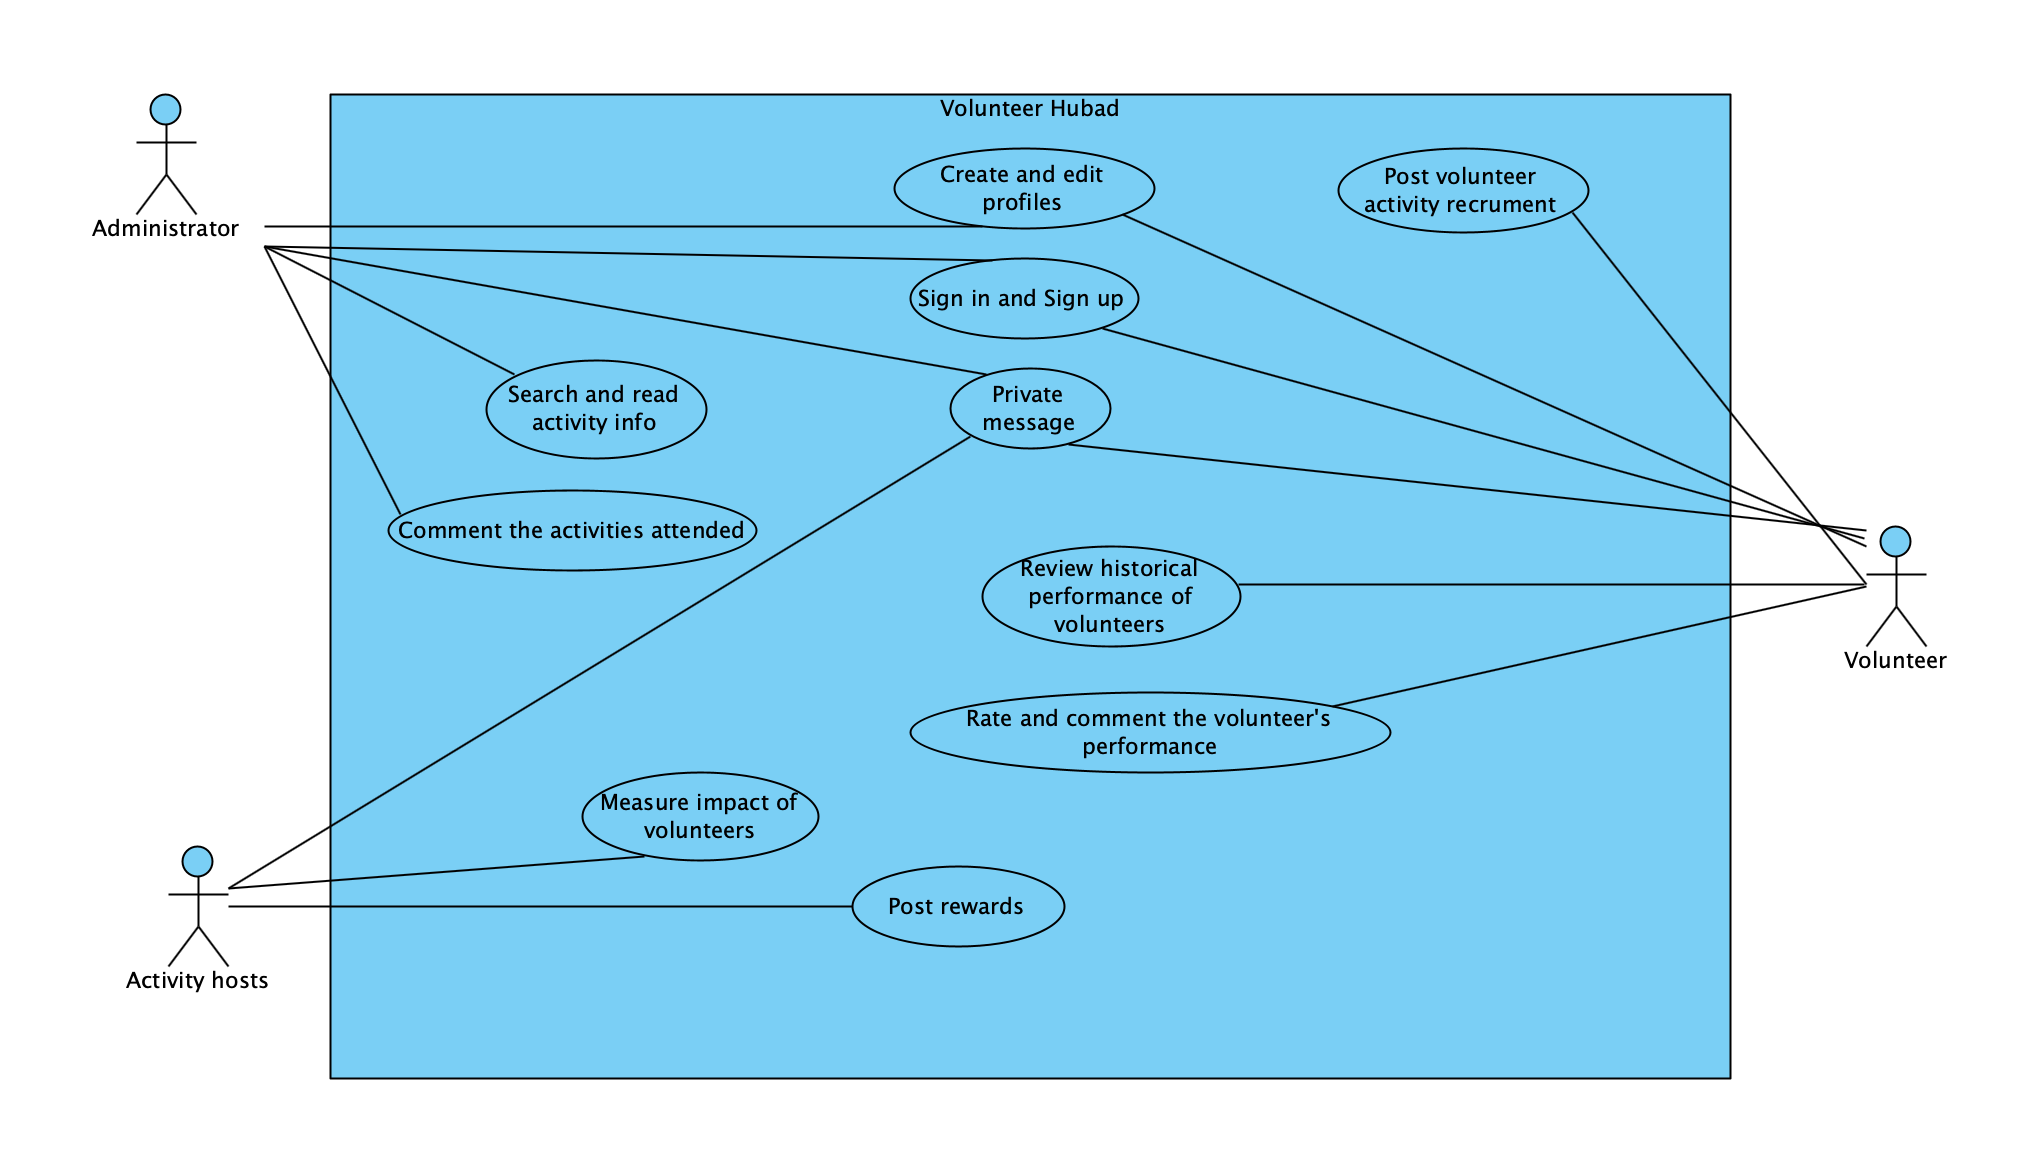 Volunteer Hubad
Create and edit
profiles
Post volunteer
activity recrument
Administrator
Sign in and Sign up
Search and read
activity info
Private
message
Comment the activities attended
Review historical
performance of
volunteers
Volunteer
Rate and comment the volunteer's
performance
Measure impact of
volunteers
Post rewards
Activity hosts